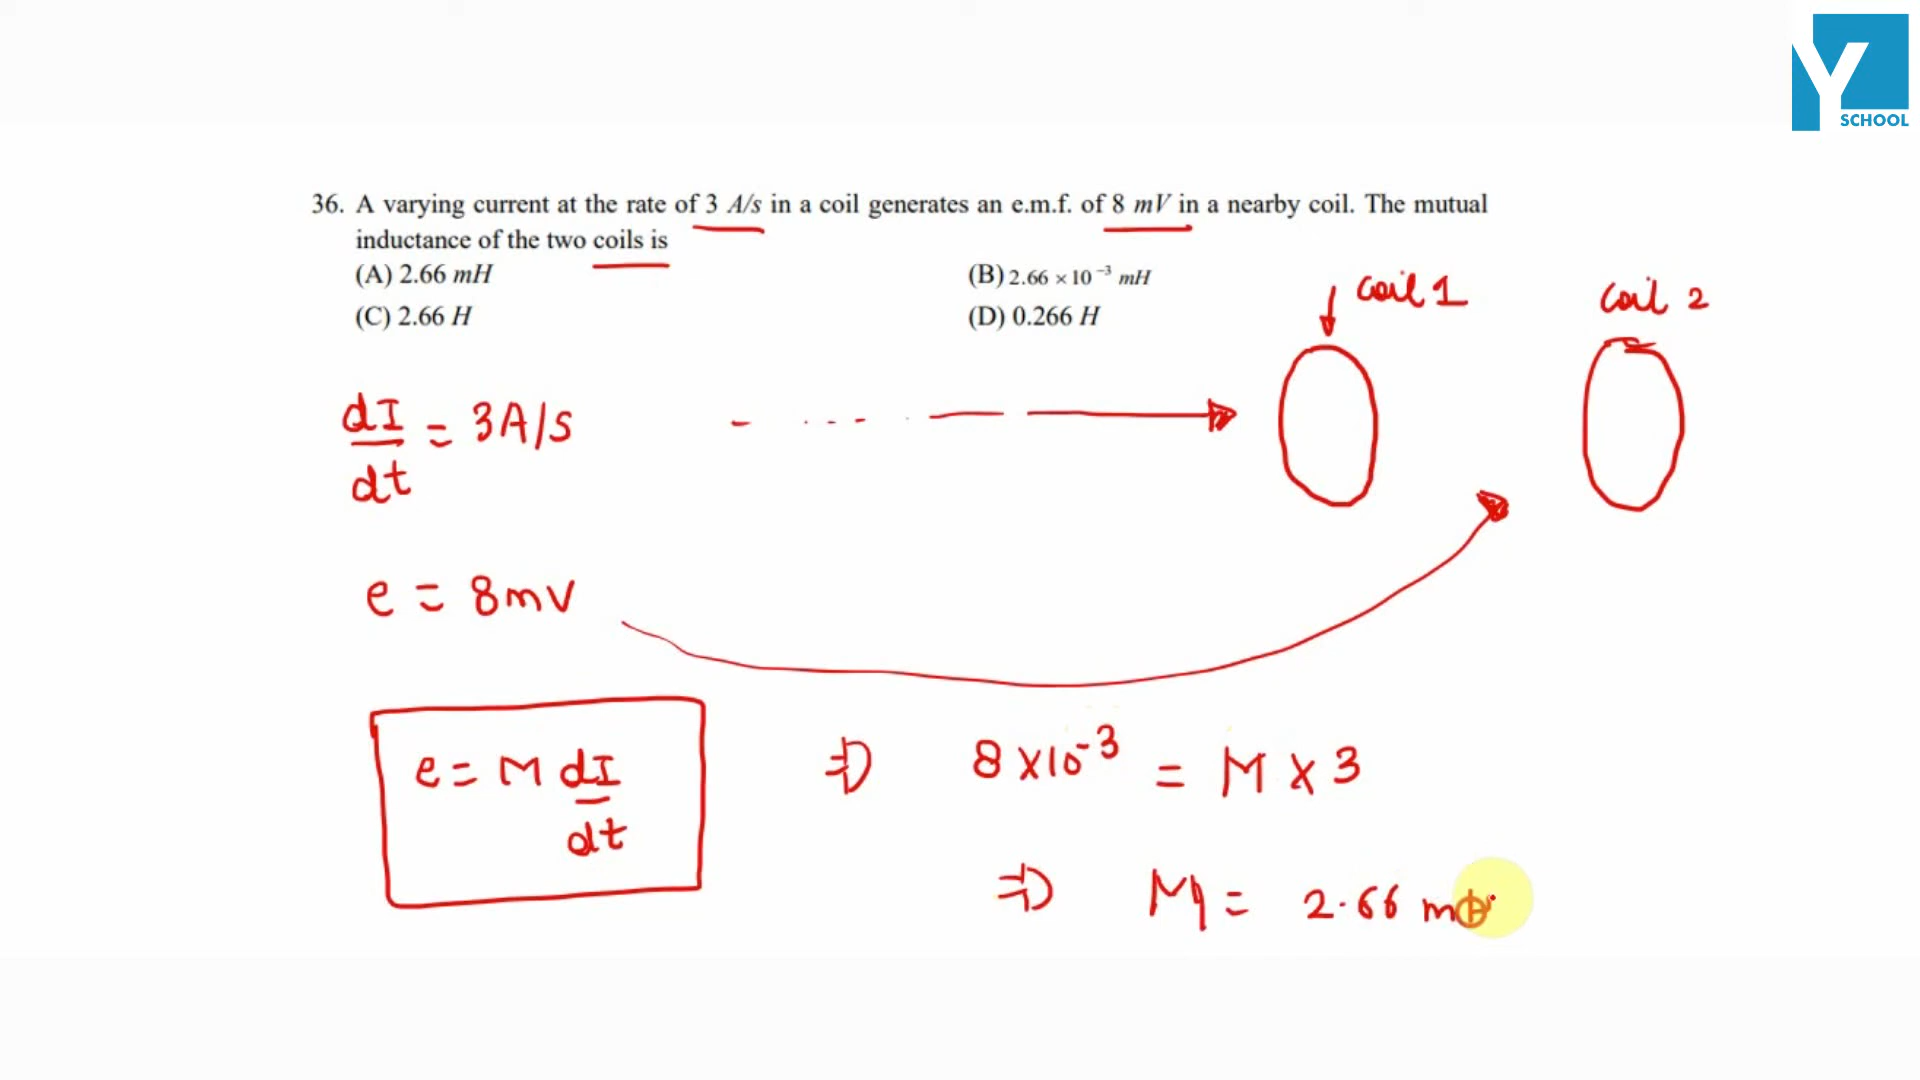 Y SCHOOL
36. A varying current at the rate of 3 A/s in a coil generates an e.m.f. of 8 mV in a nearby coil. The mutual
inductance of the two coils is
(A) 2.66 mH
(B) 2.66 × 10⁻³ mH
(C) 2.66 H
(D) 0.266 H
coil 1
coil 2
dI/dt = 3A/s
e = 8mV
e = M dI/dt
⇒ 8×10⁻³ = M × 3
⇒ M = 2.66 m